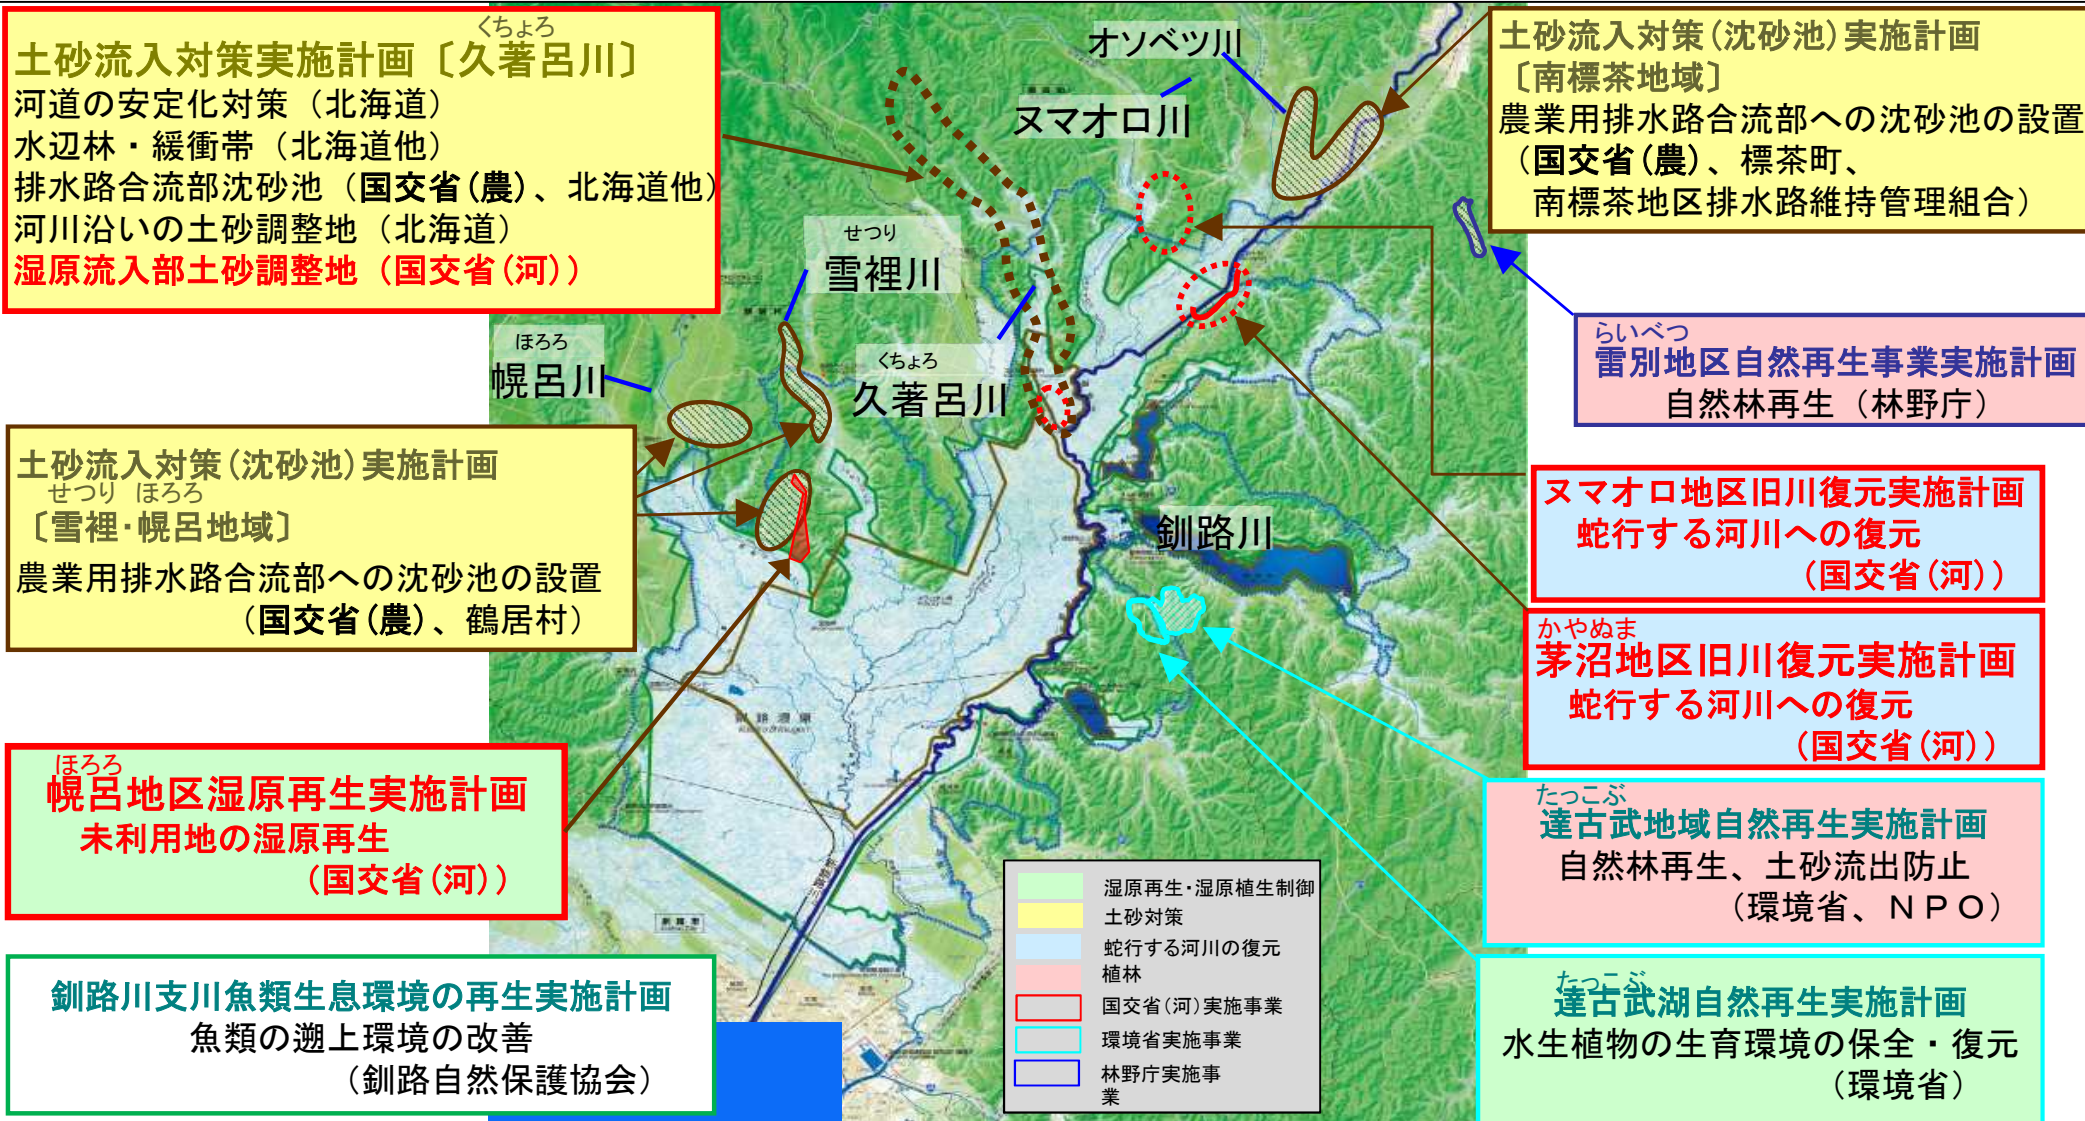 くちょろ
土砂流入対策実施計画〔久著呂川〕
河道の安定化対策（北海道）
水辺林・緩衝帯（北海道他）
排水路合流部沈砂池（国交省(農)、北海道他）
河川沿いの土砂調整地（北海道）
湿原流入部土砂調整地（国交省(河)）
土砂流入対策(沈砂池)実施計画
せつり ほろろ
〔雪裡・幌呂地域〕
農業用排水路合流部への沈砂池の設置
（国交省(農)、鶴居村）
ほろろ
幌呂地区湿原再生実施計画
未利用地の湿原再生
（国交省(河)）
釧路川支川魚類生息環境の再生実施計画
魚類の遡上環境の改善
（釧路自然保護協会）
オソベツ川
ヌマオロ川
せつり
雪裡川
ほろろ
幌呂川
くちょろ
久著呂川
釧路川
釧路湿原
湿原再生・湿原植生制御
土砂対策
蛇行する河川の復元
植林
国交省(河)実施事業
環境省実施事業
林野庁実施事
業
土砂流入対策(沈砂池)実施計画
〔南標茶地域〕
農業用排水路合流部への沈砂池の設置
（国交省(農)、標茶町、
南標茶地区排水路維持管理組合）
らいべつ
雷別地区自然再生事業実施計画
自然林再生（林野庁）
ヌマオロ地区旧川復元実施計画
蛇行する河川への復元
（国交省(河)）
かやぬま
茅沼地区旧川復元実施計画
蛇行する河川への復元
（国交省(河)）
たっこぶ
達古武地域自然再生実施計画
自然林再生、土砂流出防止
（環境省、ＮＰＯ）
たっこぶ
達古武湖自然再生実施計画
水生植物の生育環境の保全・復元
（環境省）